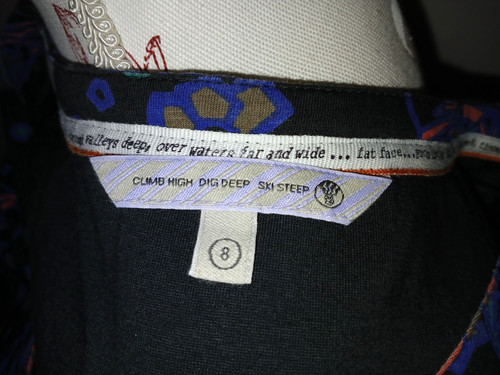 valleys deep, over waters far and wide ... fat face...
CLIMB HIGH DIG DEEP SKI STEEP
8